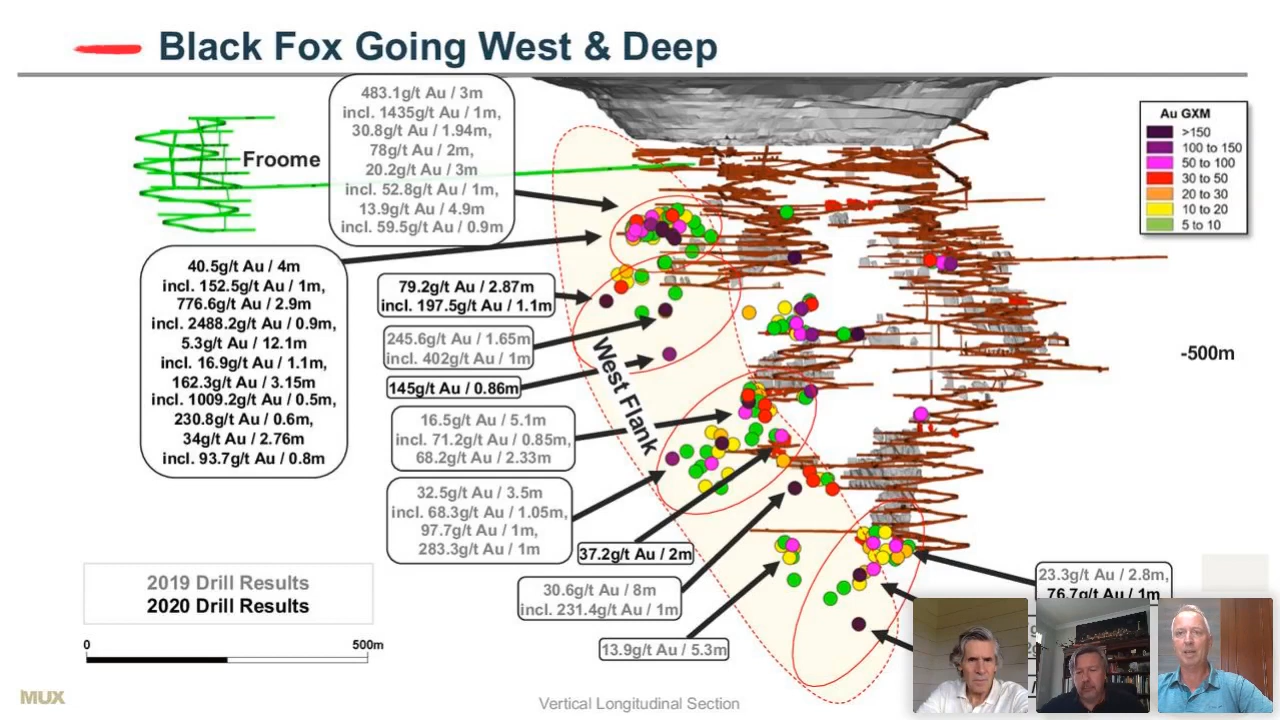 Black Fox Going West & Deep
483.1g/t Au / 3m
incl. 1435g/t Au / 1m,
30.8g/t Au / 1.94m,
78g/t Au / 2m,
20.2g/t Au / 3m
incl. 52.8g/t Au / 1m,
13.9g/t Au / 4.9m
incl. 59.5g/t Au / 0.9m
Froome
Au GXM
>150
100 to 150
50 to 100
30 to 50
20 to 30
10 to 20
5 to 10
40.5g/t Au / 4m
incl. 152.5g/t Au / 1m,
776.6g/t Au / 2.9m
incl. 2488.2g/t Au / 0.9m,
5.3g/t Au / 12.1m
incl. 16.9g/t Au / 1.1m,
162.3g/t Au / 3.15m
incl. 1009.2g/t Au / 0.5m,
230.8g/t Au / 0.6m,
34g/t Au / 2.76m
incl. 93.7g/t Au / 0.8m
79.2g/t Au / 2.87m
incl. 197.5g/t Au / 1.1m
245.6g/t Au / 1.65m
incl. 402g/t Au / 1m
145g/t Au / 0.86m
West Flank
-500m
16.5g/t Au / 5.1m
incl. 71.2g/t Au / 0.85m,
68.2g/t Au / 2.33m
32.5g/t Au / 3.5m
incl. 68.3g/t Au / 1.05m,
97.7g/t Au / 1m,
283.3g/t Au / 1m
37.2g/t Au / 2m
30.6g/t Au / 8m
incl. 231.4g/t Au / 1m
13.9g/t Au / 5.3m
23.3g/t Au / 2.8m,
76.7g/t Au / 1m
2019 Drill Results
2020 Drill Results
0 500m
MUX
Vertical Longitudinal Section